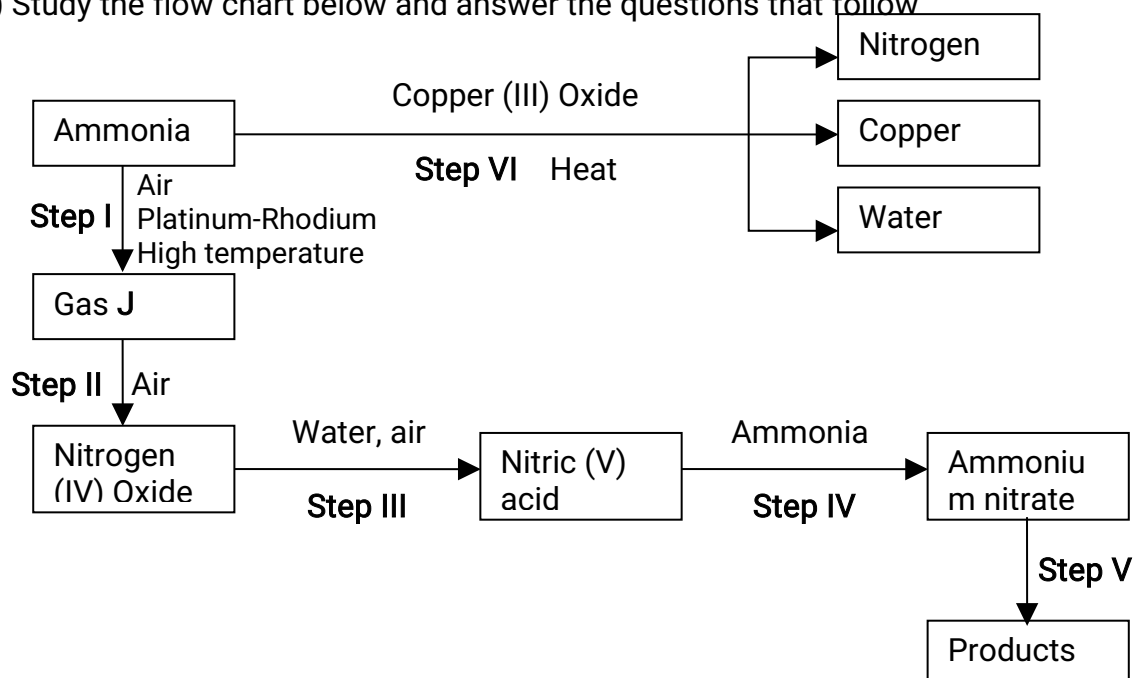 ) Study the flow chart below and answer the questions that follow
Nitrogen
Copper (III) Oxide
Ammonia
Copper
Step VI Heat
Air
Step I Platinum-Rhodium
High temperature
Water
Gas J
Step II Air
Nitrogen
(IV) Oxide
Water, air
Step III
Nitric (V)
acid
Ammonia
Step IV
Ammoniu
m nitrate
Step V
Products